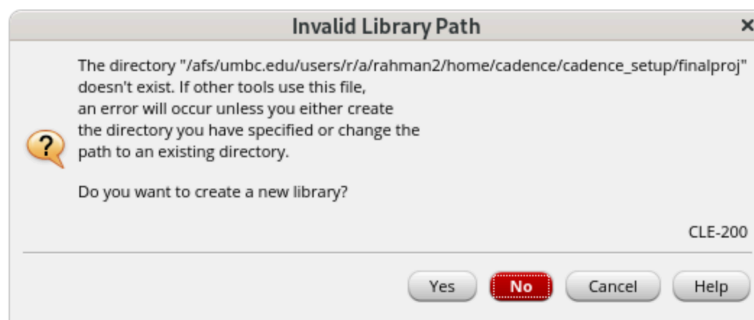 Invalid Library Path
The directory "/afs/umbc.edu/users/r/a/rahman2/home/cadence/cadence_setup/finalproj"
doesn't exist. If other tools use this file,
an error will occur unless you either create
the directory you have specified or change the
path to an existing directory.
Do you want to create a new library?
CLE-200
Yes No Cancel Help